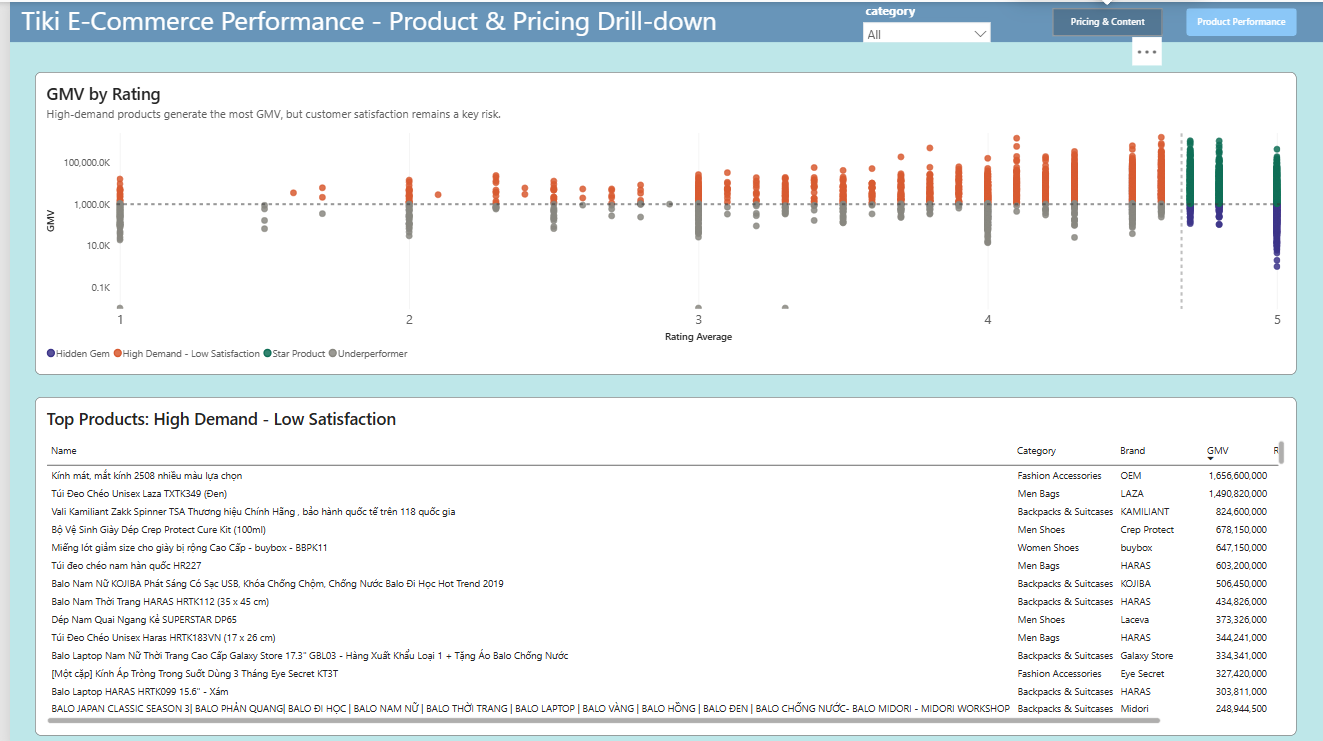 Tiki E-Commerce Performance - Product & Pricing Drill-down
category
All
Pricing & Content
Product Performance
GMV by Rating
High-demand products generate the most GMV, but customer satisfaction remains a key risk.
100,000.0K
1,000.0K
10.0K
0.1K
GMV
1 2 3 4 5
Rating Average
Hidden Gem High Demand - Low Satisfaction Star Product Underperformer
Top Products: High Demand - Low Satisfaction
Name Category Brand GMV R
Kính mát, mắt kính 2508 nhiều màu lựa chọn Fashion Accessories OEM 1,656,600,000
Túi Đeo Chéo Unisex Laza TXTK349 (Đen) Men Bags LAZA 1,490,820,000
Vali Kamiliant Zakk Spinner TSA Thương hiệu Chính Hãng , bảo hành quốc tế trên 118 quốc gia Backpacks & Suitcases KAMILIANT 824,600,000
Bộ Vệ Sinh Giày Dép Crep Protect Cure Kit (100ml) Men Shoes Crep Protect 678,150,000
Miếng lót giảm size cho giày bị rộng Cao Cấp - buybox - BBPK11 Women Shoes buybox 647,150,000
Túi đeo chéo nam hàn quốc HR227 Men Bags HARAS 603,200,000
Balo Nam Nữ KOJIBA Phát Sáng Có Sạc USB, Khóa Chống Chộm, Chống Nước Balo Đi Học Hot Trend 2019 Backpacks & Suitcases KOJIBA 506,450,000
Balo Nam Thời Trang HARAS HRTK112 (35 x 45 cm) Backpacks & Suitcases HARAS 434,826,000
Dép Nam Quai Ngang Kẻ SUPERSTAR DP65 Men Shoes Laceva 373,326,000
Túi Đeo Chéo Unisex Haras HRTK183VN (17 x 26 cm) Men Bags HARAS 344,241,000
Balo Laptop Nam Nữ Thời Trang Cao Cấp Galaxy Store 17.3" GBL03 - Hàng Xuất Khẩu Loại 1 + Tặng Áo Balo Chống Nước Backpacks & Suitcases Galaxy Store 334,341,000
[Một cặp] Kính Áp Tròng Trong Suốt Dùng 3 Tháng Eye Secret KT3T Fashion Accessories Eye Secret 327,420,000
Balo Laptop HARAS HRTK099 15.6" - Xám Backpacks & Suitcases HARAS 303,811,000
BALO JAPAN CLASSIC SEASON 3| BALO PHẢN QUANG| BALO ĐI HỌC | BALO NAM NỮ | BALO THỜI TRANG | BALO LAPTOP | BALO VÀNG | BALO HỒNG | BALO ĐEN | BALO CHỐNG NƯỚC- BALO MIDORI - MIDORI WORKSHOP Backpacks & Suitcases Midori 248,944,500